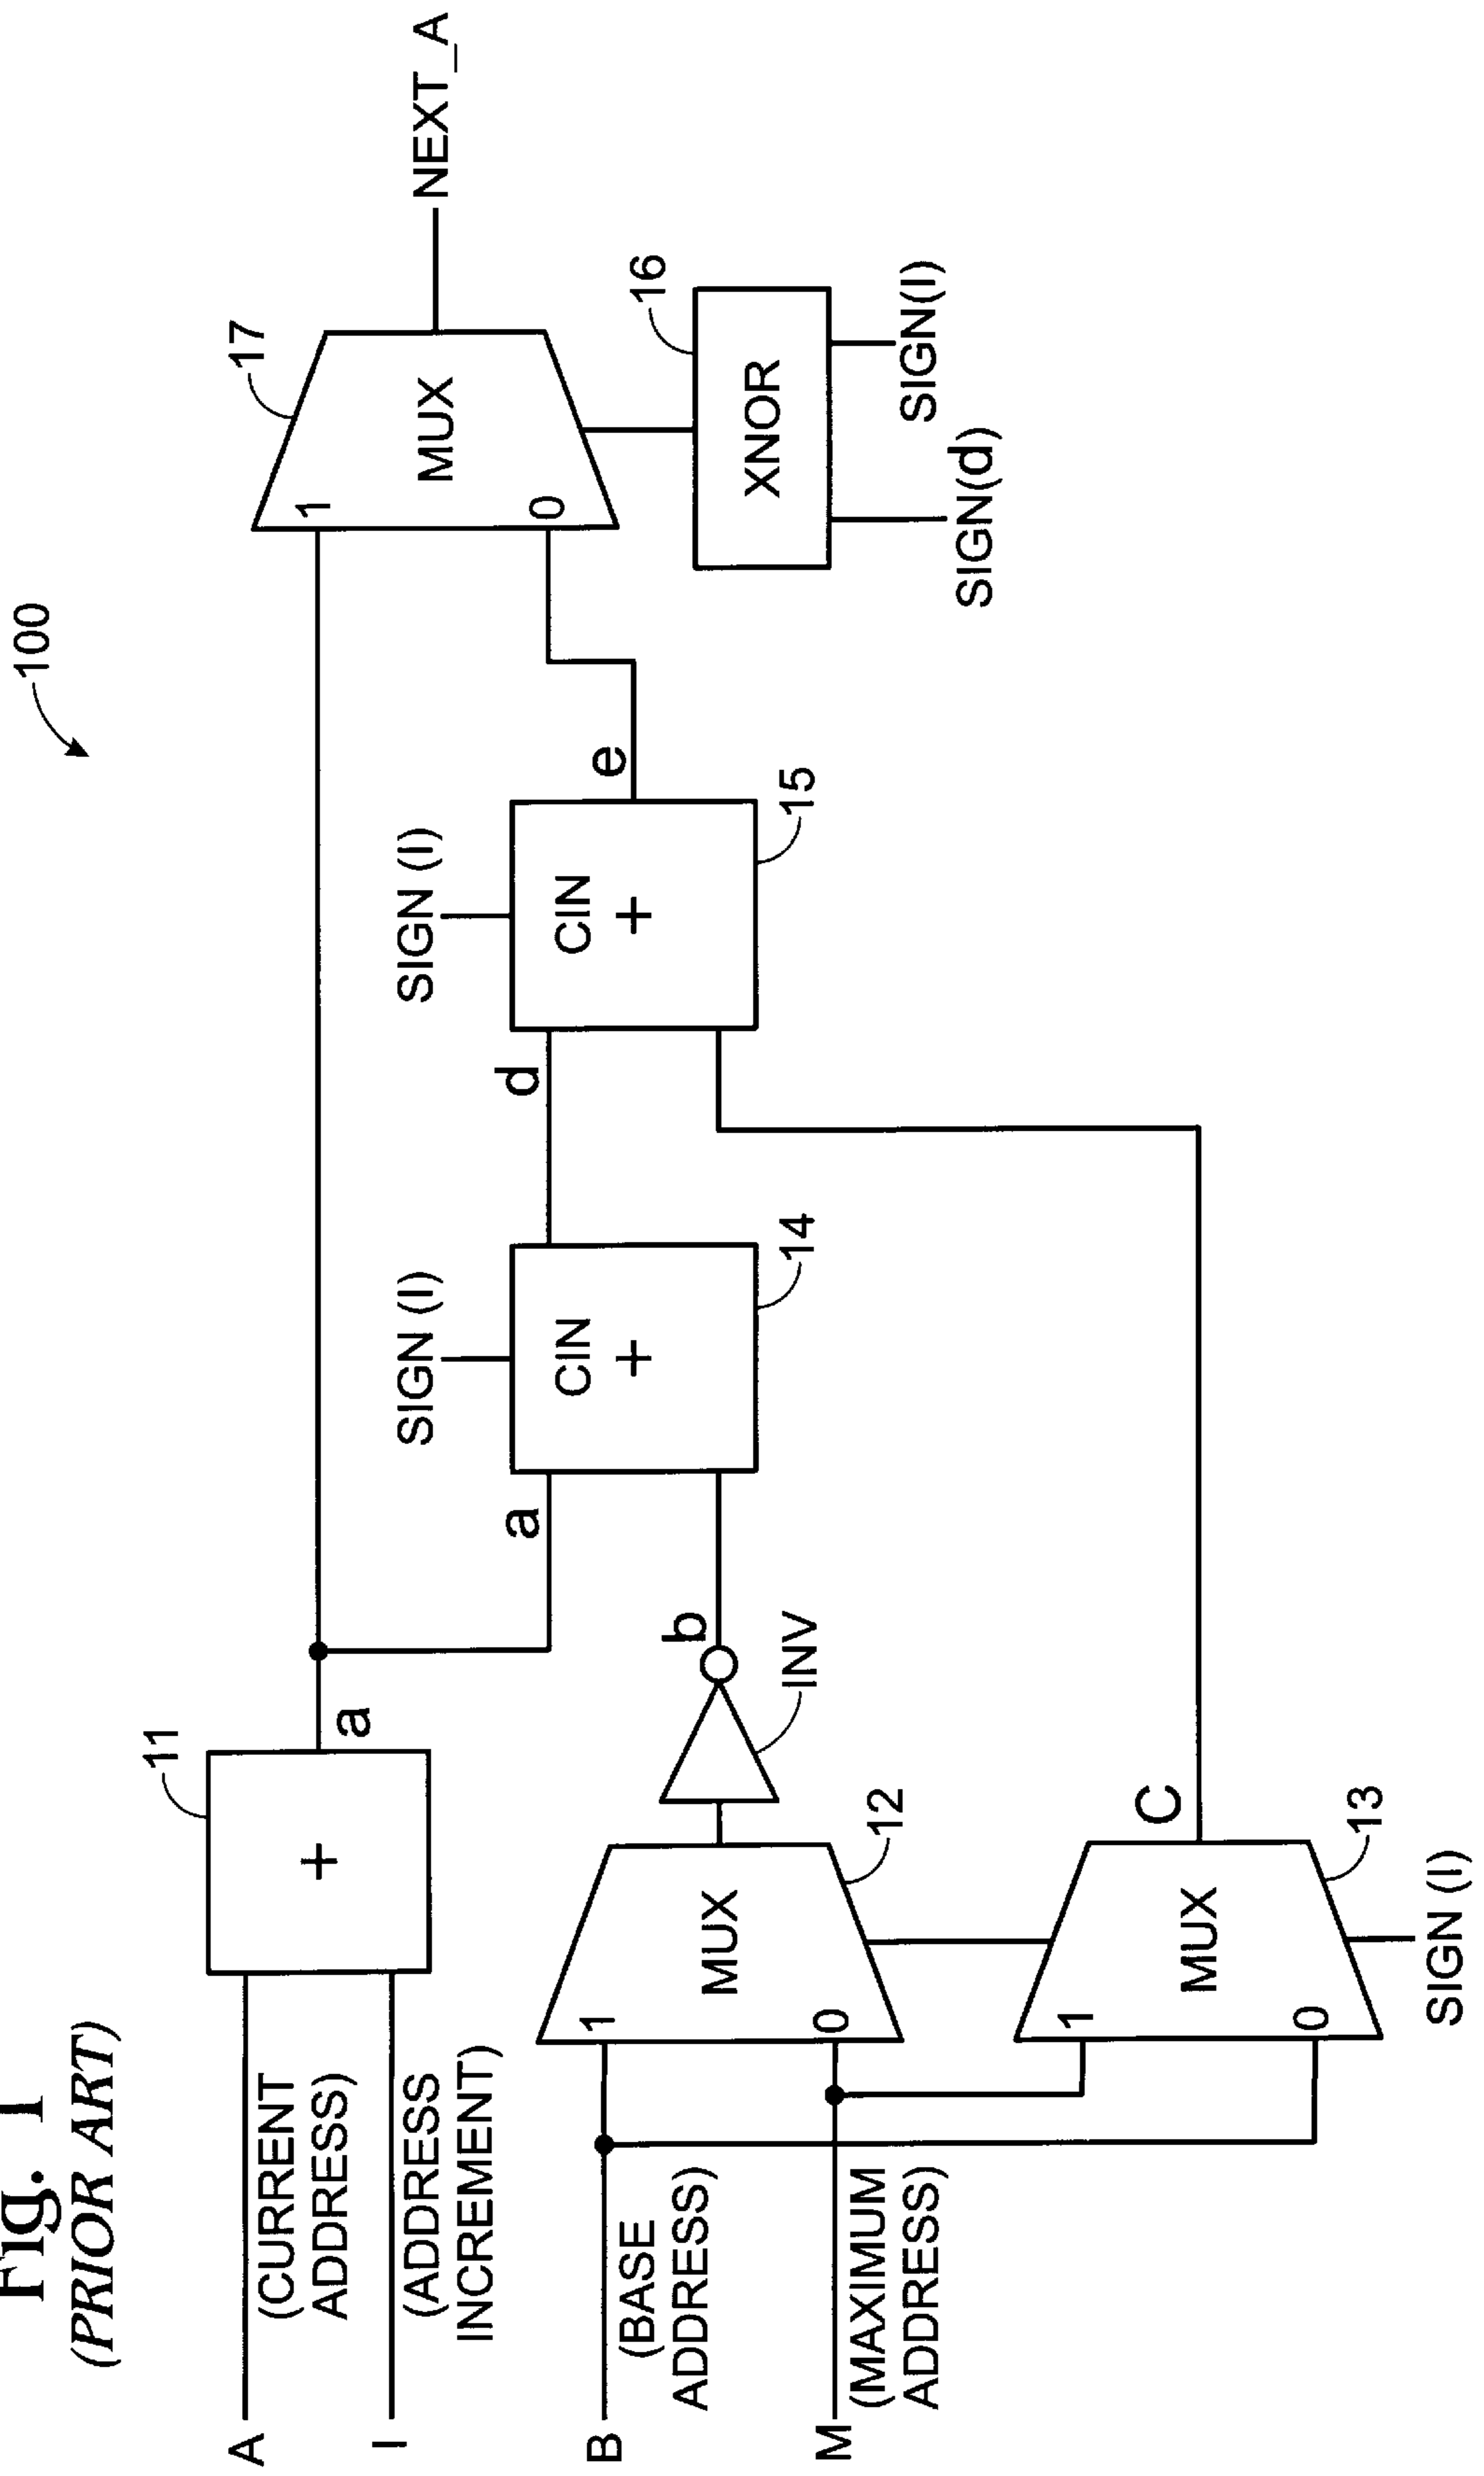 Fig. 1
(PRIOR ART)
100
A
(CURRENT
ADDRESS)
I
(ADDRESS
INCREMENT)
11
+
a
a
B
(BASE
ADDRESS)
M
(MAXIMUM
ADDRESS)
1
MUX
0
12
INV
b
1
MUX
0
13
C
SIGN (I)
SIGN (I)
CIN
+
14
d
SIGN (I)
CIN
+
15
e
1
MUX
0
17
NEXT_A
XNOR
16
SIGN(d)
SIGN(I)